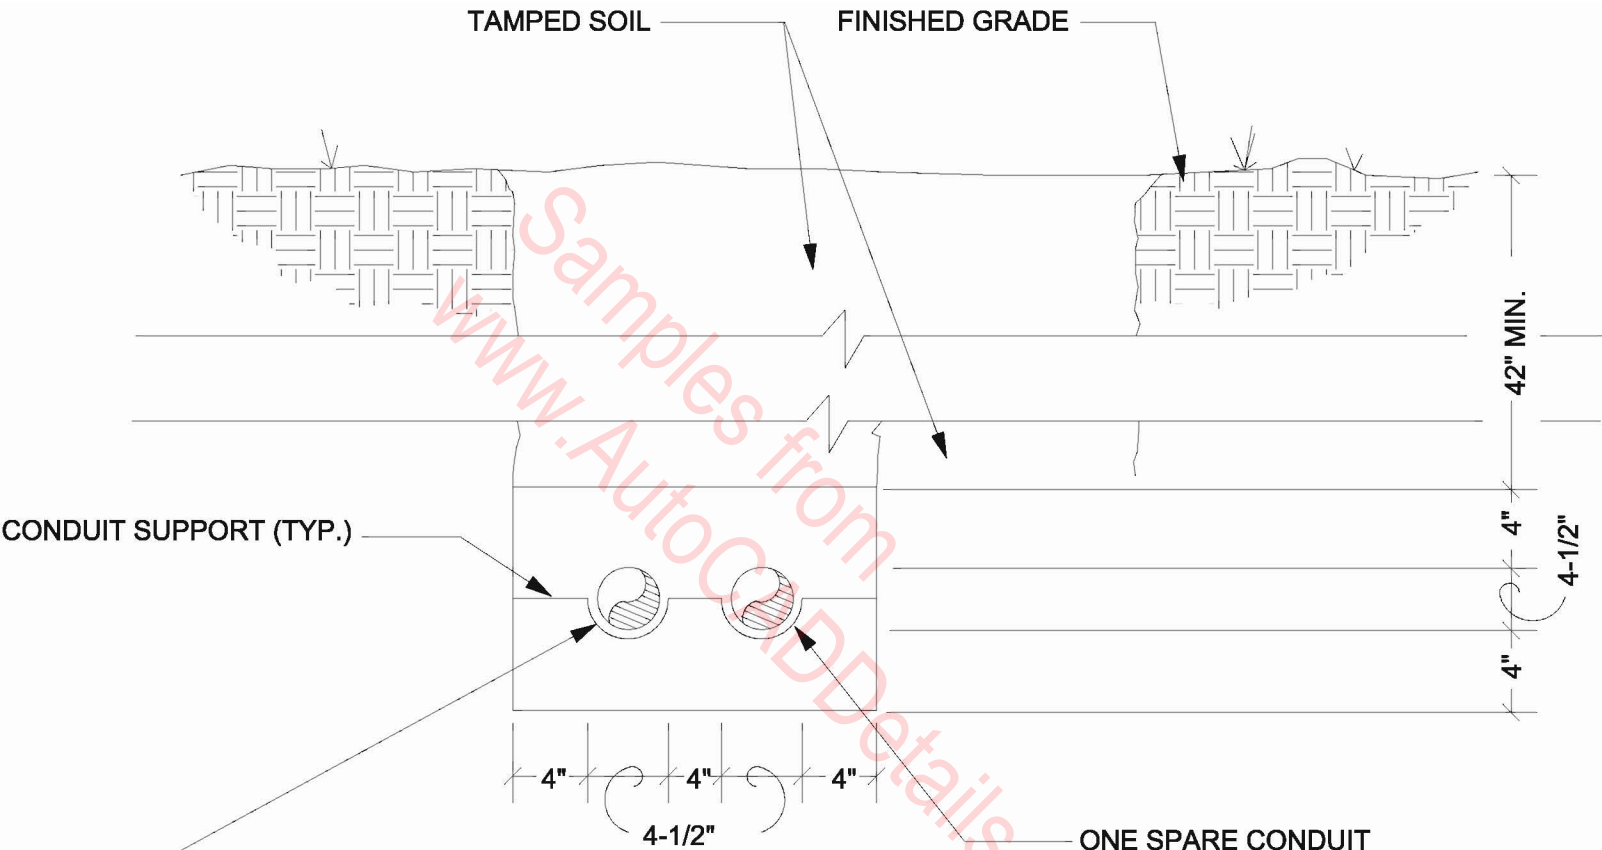 TAMPED SOIL
FINISHED GRADE
42" MIN.
CONDUIT SUPPORT (TYP.)
4"
4-1/2"
4"
4"
4"
4"
4-1/2"
ONE SPARE CONDUIT
Samples from
www.AutoCADDetails